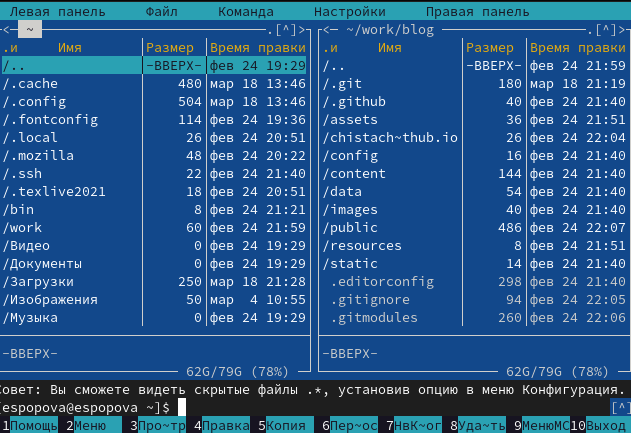 Левая панель Файл Команда Настройки Правая панель
<─ ~ .[^]> <─ ~/work/blog .[^]>
.и Имя Размер Время правки .и Имя Размер Время правки
/.. -ВВЕРХ- фев 24 19:29 /.. -ВВЕРХ- фев 24 21:59
/.cache 480 мар 18 13:46 /.git 180 мар 18 21:19
/.config 504 мар 18 13:46 /.github 40 фев 24 21:40
/.fontconfig 114 фев 24 19:36 /assets 36 фев 24 21:51
/.local 26 фев 24 20:51 /chistach~thub.io 26 фев 24 22:04
/.mozilla 48 фев 24 20:22 /config 16 фев 24 21:40
/.ssh 22 фев 24 21:40 /content 144 фев 24 21:40
/.texlive2021 18 фев 24 20:51 /data 54 фев 24 21:40
/bin 8 фев 24 21:21 /images 40 фев 24 21:40
/work 60 фев 24 21:59 /public 486 фев 24 22:07
/Видео 0 фев 24 19:29 /resources 8 фев 24 21:51
/Документы 0 фев 24 19:29 /static 14 фев 24 21:40
/Загрузки 250 мар 18 21:28 .editorconfig 298 фев 24 21:40
/Изображения 50 мар 4 10:55 .gitignore 94 фев 24 22:05
/Музыка 0 фев 24 19:29 .gitmodules 260 фев 24 22:06
-ВВЕРХ- -ВВЕРХ-
62G/79G (78%) 62G/79G (78%)
Совет: Вы сможете видеть скрытые файлы .*, установив опцию в меню Конфигурация.
[espopova@espopova ~]$ [^]
1Помощь 2Меню 3Про~тр 4Правка 5Копия 6Пер~ос 7НвК~ог 8Уда~ть 9МенюMC 10Выход